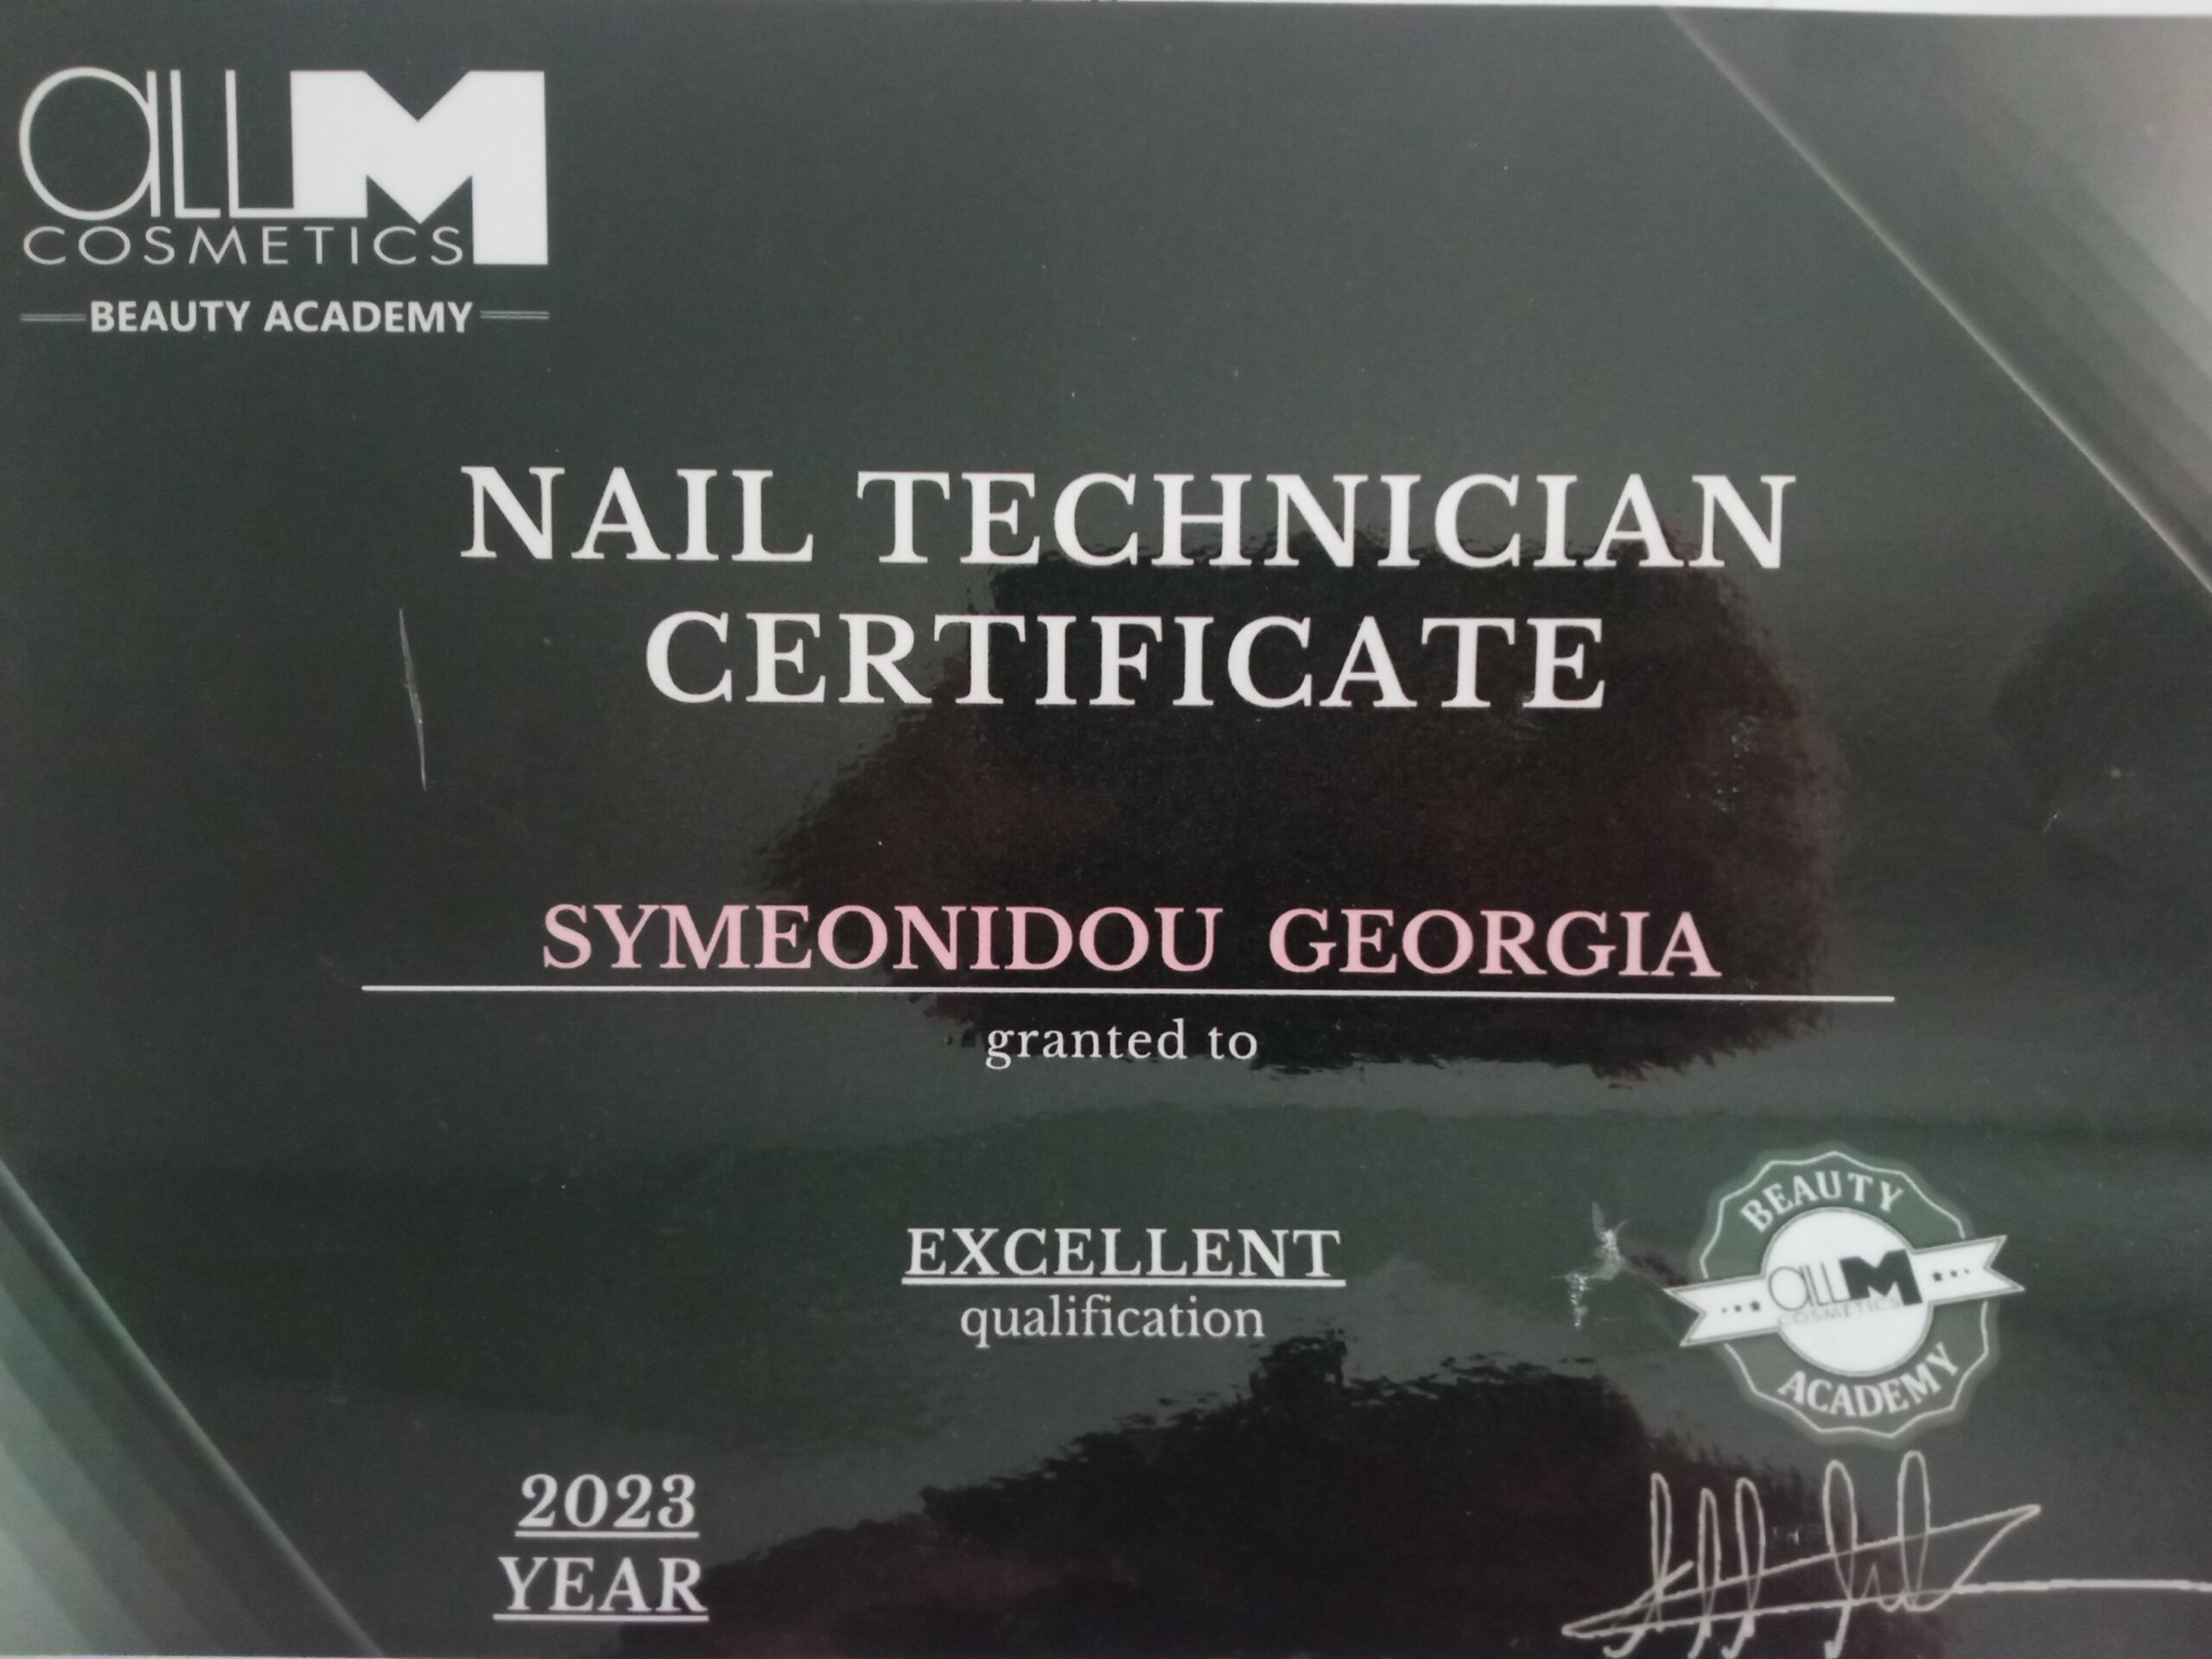 aLLM
COSMETICS
BEAUTY ACADEMY
NAIL TECHNICIAN
CERTIFICATE
SYMEONIDOU GEORGIA
granted to
EXCELLENT
qualification
BEAUTY
aLLM
COSMETICS
ACADEMY
2023
YEAR